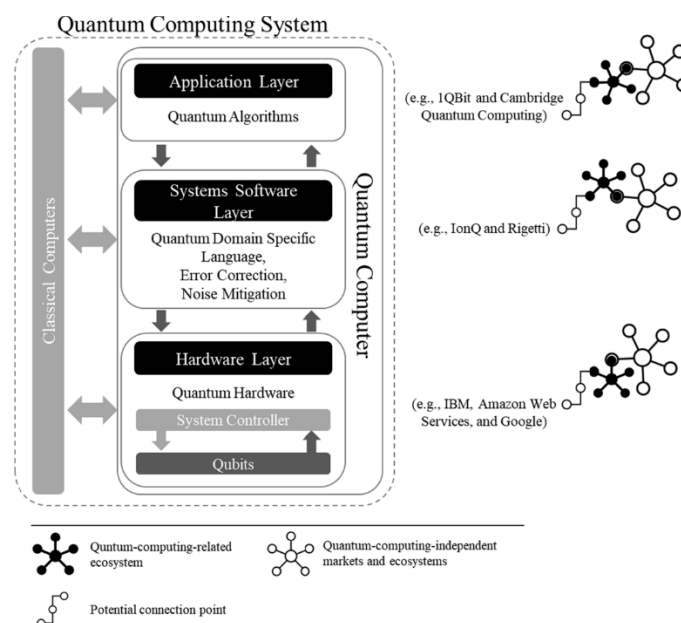 Quantum Computing System
Classical Computers
Quantum Computer
Application Layer
Quantum Algorithms
Systems Software
Layer
Quantum Domain Specific
Language,
Error Correction,
Noise Mitigation
Hardware Layer
Quantum Hardware
System Controller
Qubits
(e.g., 1QBit and Cambridge
Quantum Computing)
(e.g., IonQ and Rigetti)
(e.g., IBM, Amazon Web
Services, and Google)
Quntum-computing-related
ecosystem
Quantum-computing-independent
markets and ecosystems
Potential connection point